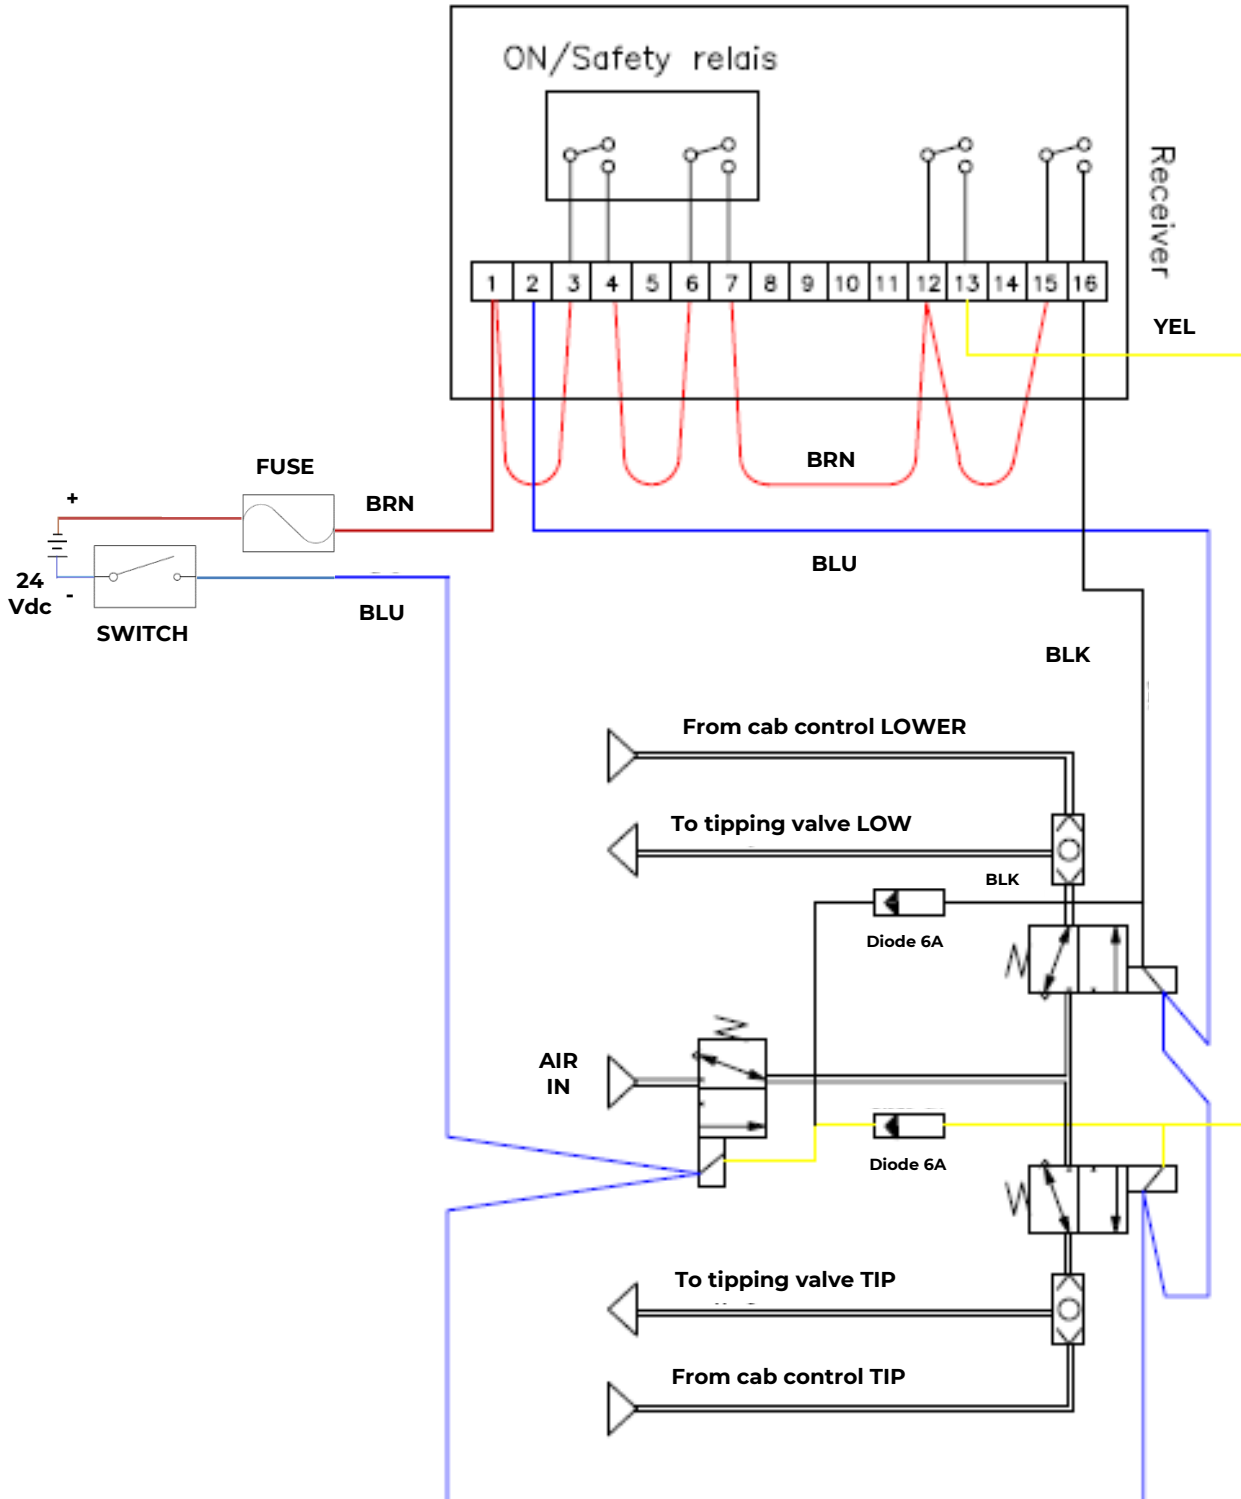 ON/Safety relais
Receiver
1 2 3 4 5 6 7 8 9 10 11 12 13 14 15 16
YEL
FUSE
BRN
+
BRN
24
Vdc
-
SWITCH
BLU
BLU
BLK
From cab control LOWER
To tipping valve LOW
BLK
Diode 6A
AIR
IN
Diode 6A
To tipping valve TIP
From cab control TIP